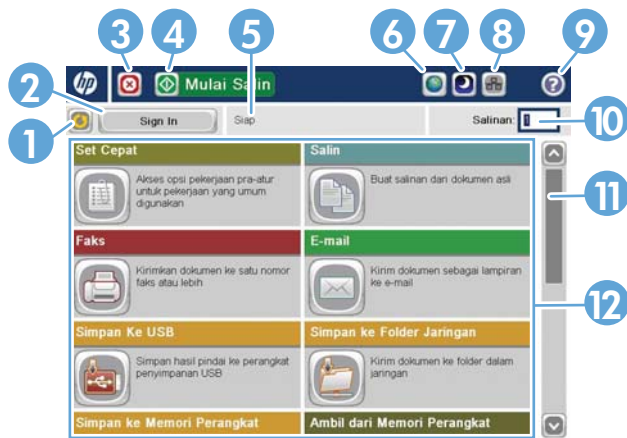 3 4 5 6 7 8 9
hp Mulai Salin
2
Sign In Siap Salinan: 1
1 10
Set Cepat Salin
Akses opsi pekerjaan pra-atur Buat salinan dari dokumen asli
untuk pekerjaan yang umum
digunakan
11
Faks E-mail
Kirimkan dokumen ke satu nomor Kirim dokumen sebagai lampiran
faks atau lebih ke e-mail
12
Simpan Ke USB Simpan ke Folder Jaringan
Simpan hasil pindai ke perangkat Kirim dokumen ke folder dalam
penyimpanan USB jaringan
Simpan ke Memori Perangkat Ambil dari Memori Perangkat